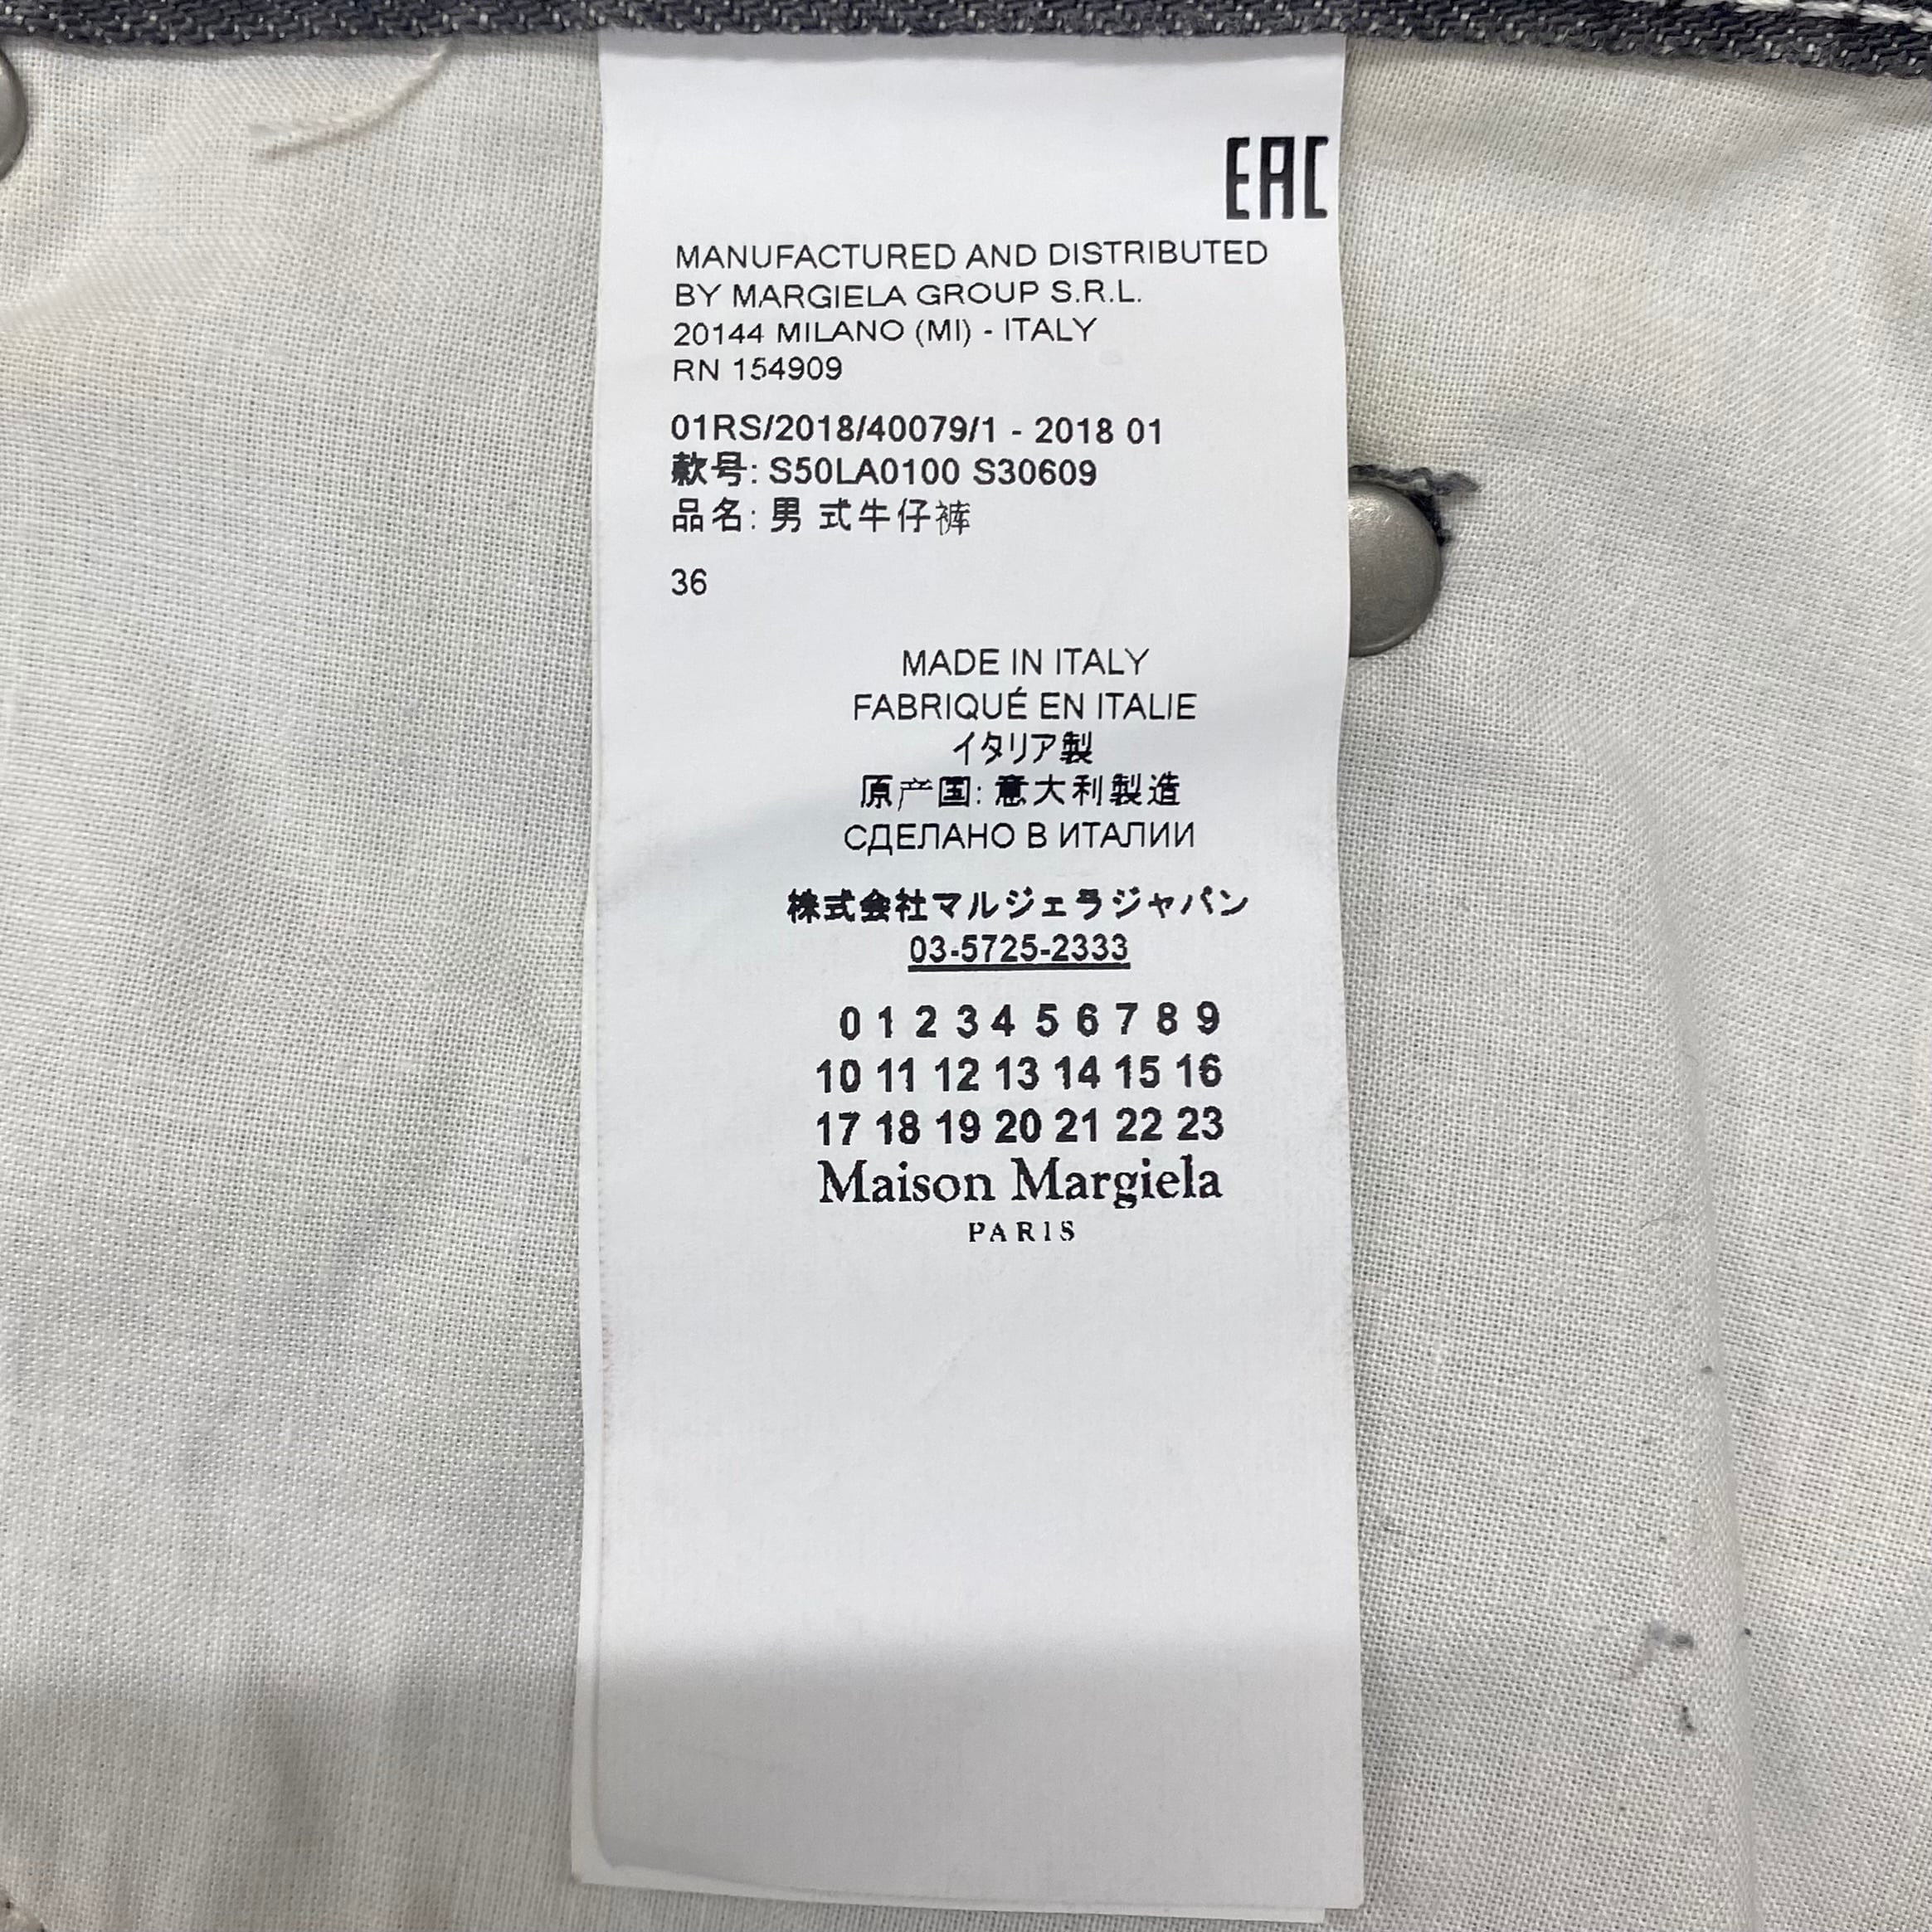 EAC
MANUFACTURED AND DISTRIBUTED
BY MARGIELA GROUP S.R.L.
20144 MILANO (MI) - ITALY
RN 154909
01RS/2018/40079/1 - 2018 01
款号: S50LA0100 S30609
品名: 男 式牛仔裤
36
MADE IN ITALY
FABRIQUÉ EN ITALIE
イタリア製
原产国: 意大利製造
СДЕЛАНО В ИТАЛИИ
株式会社マルジェラジャパン
03-5725-2333
0 1 2 3 4 5 6 7 8 9
10 11 12 13 14 15 16
17 18 19 20 21 22 23
Maison Margiela
PARIS